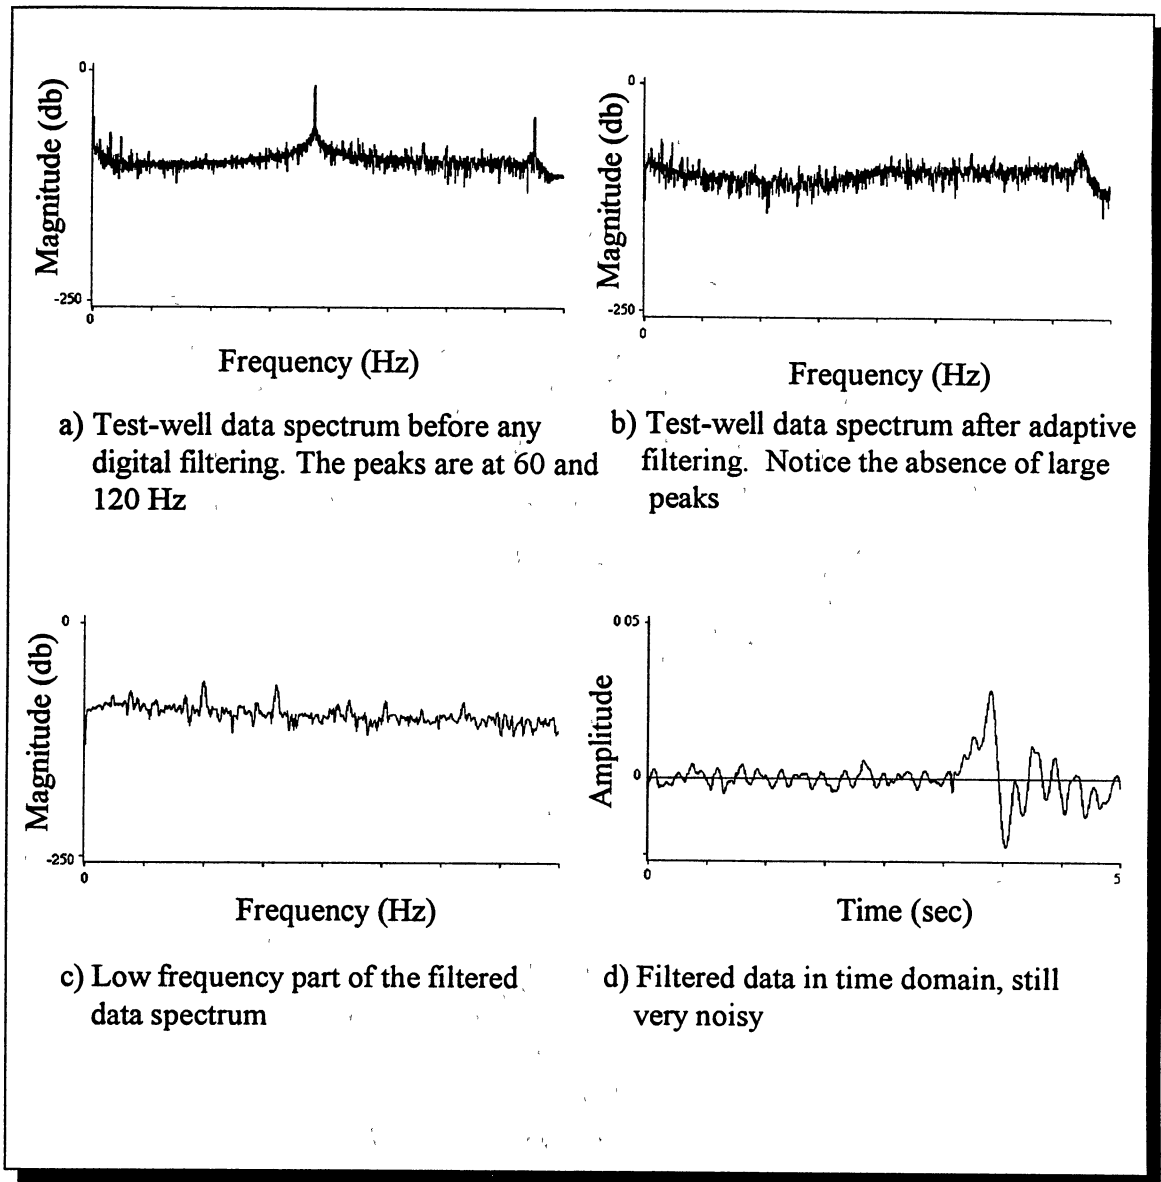 0
Magnitude (db)
-250
0
Frequency (Hz)
a) Test-well data spectrum before any
digital filtering. The peaks are at 60 and
120 Hz
0
Magnitude (db)
-250
0
Frequency (Hz)
b) Test-well data spectrum after adaptive
filtering. Notice the absence of large
peaks
0
Magnitude (db)
-250
0
Frequency (Hz)
c) Low frequency part of the filtered
data spectrum
0 05
Amplitude
0
0
5
Time (sec)
d) Filtered data in time domain, still
very noisy